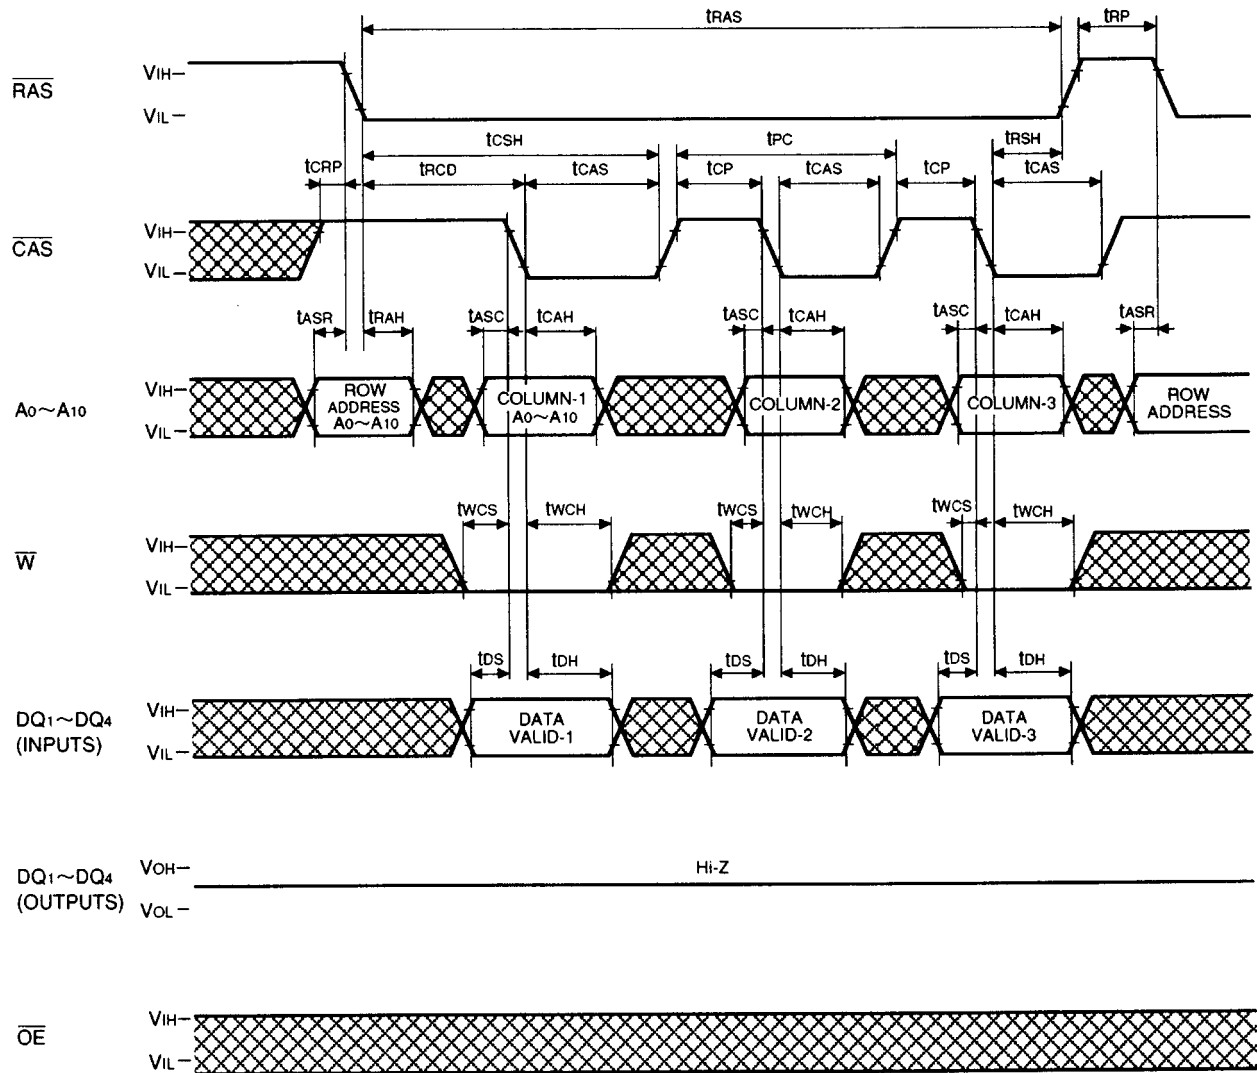 tRAS
tRP
RAS
VIH
VIL
tCSH
tPC
tRSH
tCRP
tRCD
tCAS
tCP
tCAS
tCP
tCAS
CAS
VIH
VIL
tASR
tRAH
tASC
tCAH
tASC
tCAH
tASC
tCAH
tASR
A0~A10
VIH
VIL
ROW
ADDRESS
A0~A10
COLUMN-1
A0~A10
COLUMN-2
COLUMN-3
ROW
ADDRESS
tWCS
tWCH
tWCS
tWCH
tWCS
tWCH
W
VIH
VIL
tDS
tDH
tDS
tDH
tDS
tDH
DQ1~DQ4
(INPUTS)
VIH
VIL
DATA
VALID-1
DATA
VALID-2
DATA
VALID-3
DQ1~DQ4
(OUTPUTS)
VOH
VOL
Hi-Z
OE
VIH
VIL